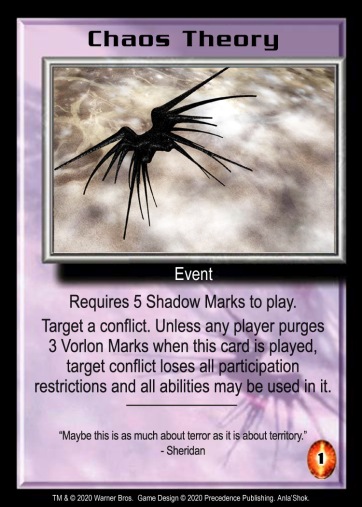 Chaos Theory
Event
Requires 5 Shadow Marks to play.
Target a conflict. Unless any player purges
3 Vorlon Marks when this card is played,
target conflict loses all participation
restrictions and all abilities may be used in it.
“Maybe this is as much about terror as it is about territory.”
- Sheridan
1
TM & © 2020 Warner Bros. Game Design © 2020 Precedence Publishing. Anla'Shok.